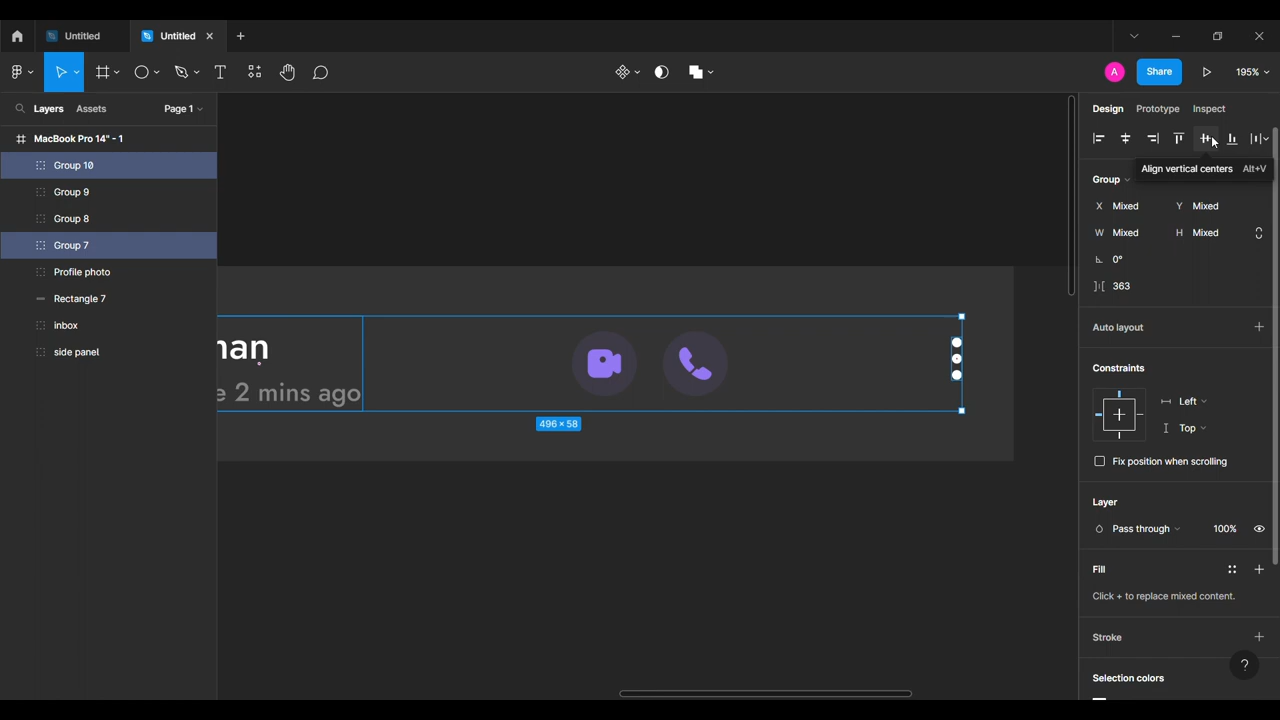 Untitled
Untitled
A
Share
195%
Layers
Assets
Page 1
Design
Prototype
Inspect
MacBook Pro 14" - 1
Group 10
Group 9
Group 8
Group 7
Profile photo
Rectangle 7
inbox
side panel
2 mins ago
496 × 58
Align vertical centers Alt+V
Group
X Mixed
Y Mixed
W Mixed
H Mixed
0°
363
Auto layout
Constraints
Left
Top
Fix position when scrolling
Layer
Pass through
100%
Fill
Click + to replace mixed content.
Stroke
?
Selection colors